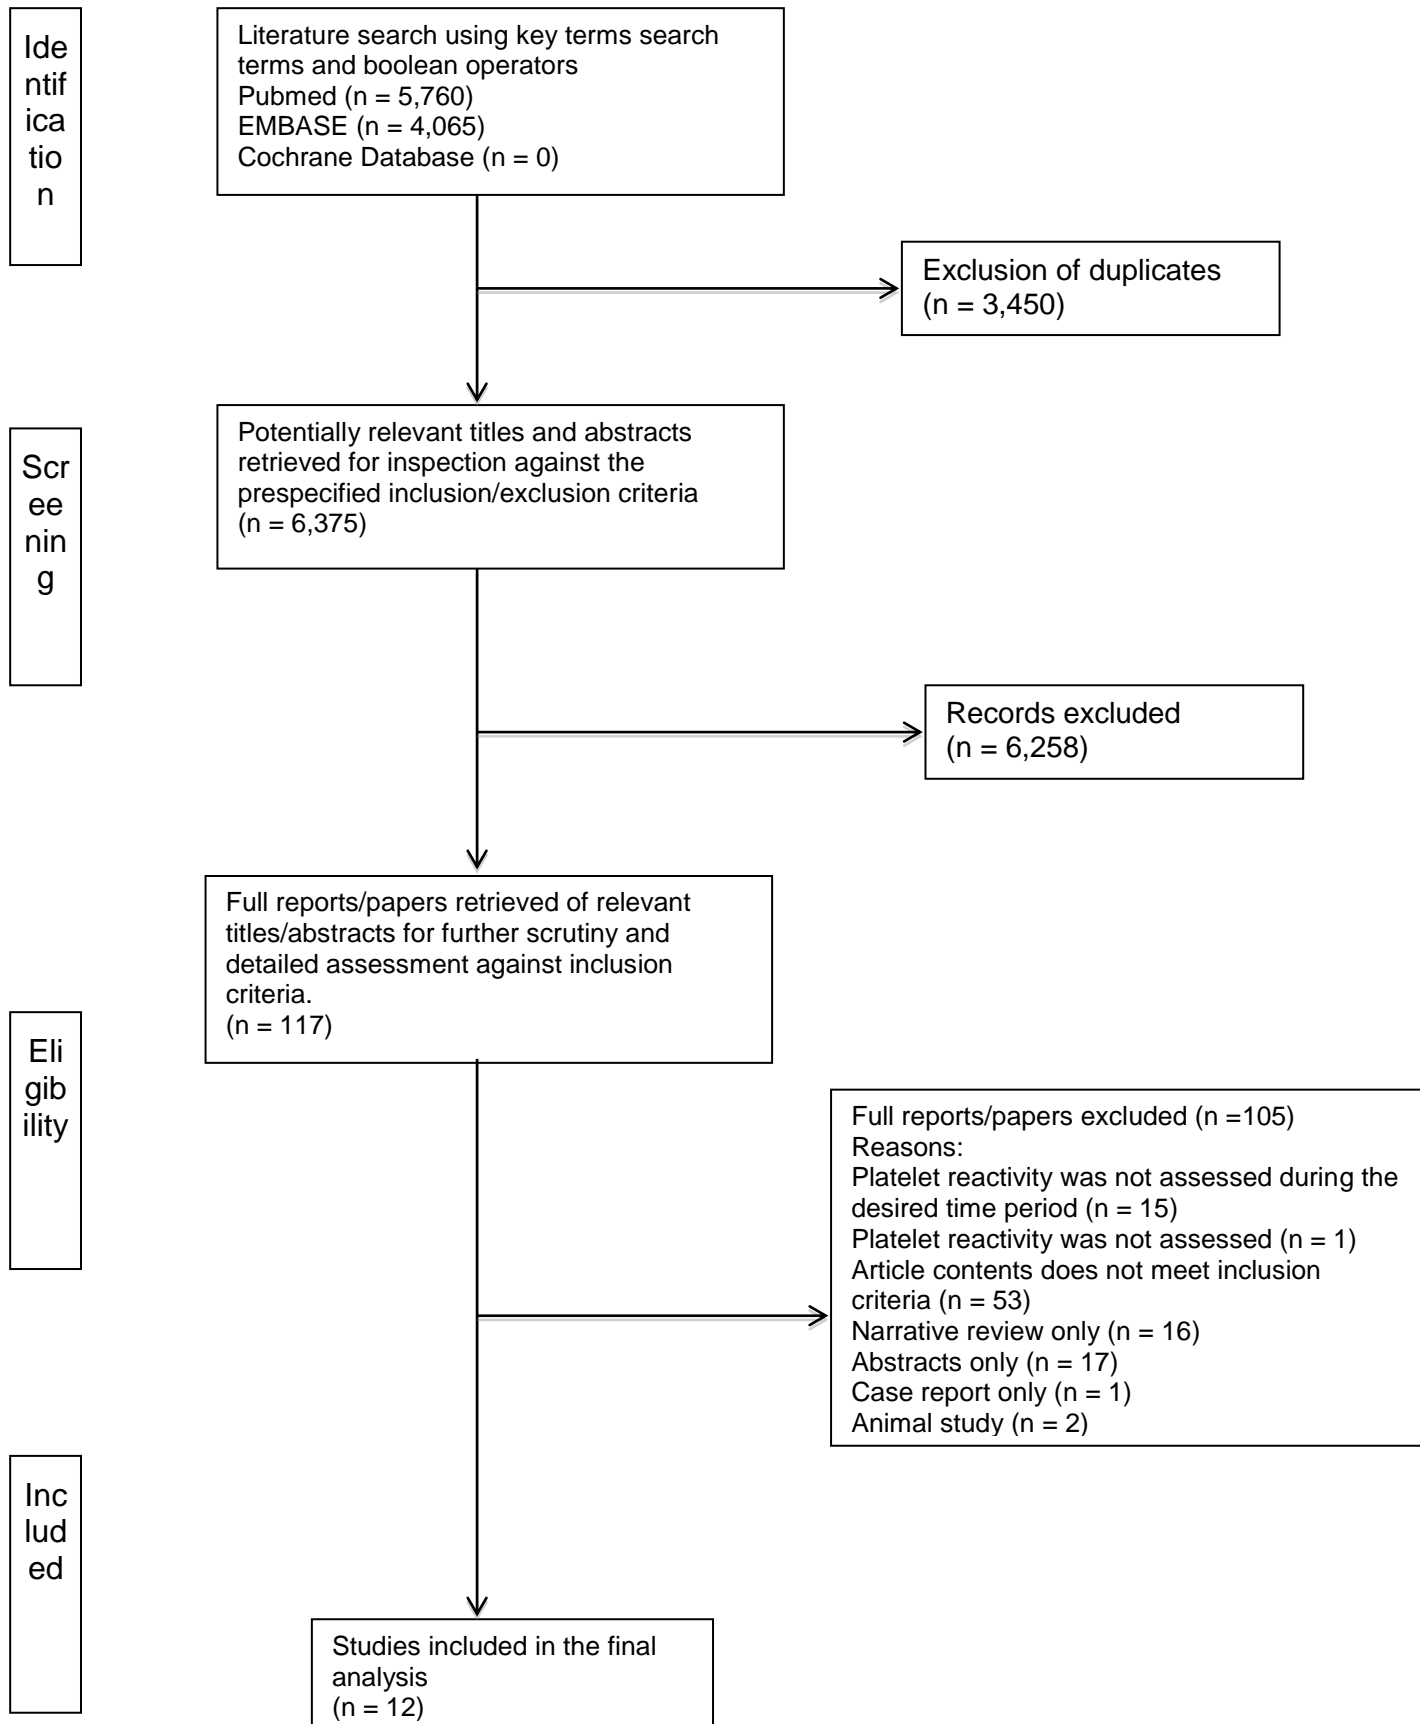 Ide
ntif
ica
tio
n
Literature search using key terms search
terms and boolean operators
Pubmed (n = 5,760)
EMBASE (n = 4,065)
Cochrane Database (n = 0)
Exclusion of duplicates
(n = 3,450)
Scr
ee
nin
g
Potentially relevant titles and abstracts
retrieved for inspection against the
prespecified inclusion/exclusion criteria
(n = 6,375)
Records excluded
(n = 6,258)
Full reports/papers retrieved of relevant
titles/abstracts for further scrutiny and
detailed assessment against inclusion
criteria.
(n = 117)
Eli
gib
ility
Full reports/papers excluded (n =105)
Reasons:
Platelet reactivity was not assessed during the
desired time period (n = 15)
Platelet reactivity was not assessed (n = 1)
Article contents does not meet inclusion
criteria (n = 53)
Narrative review only (n = 16)
Abstracts only (n = 17)
Case report only (n = 1)
Animal study (n = 2)
Inc
lud
ed
Studies included in the final
analysis
(n = 12)